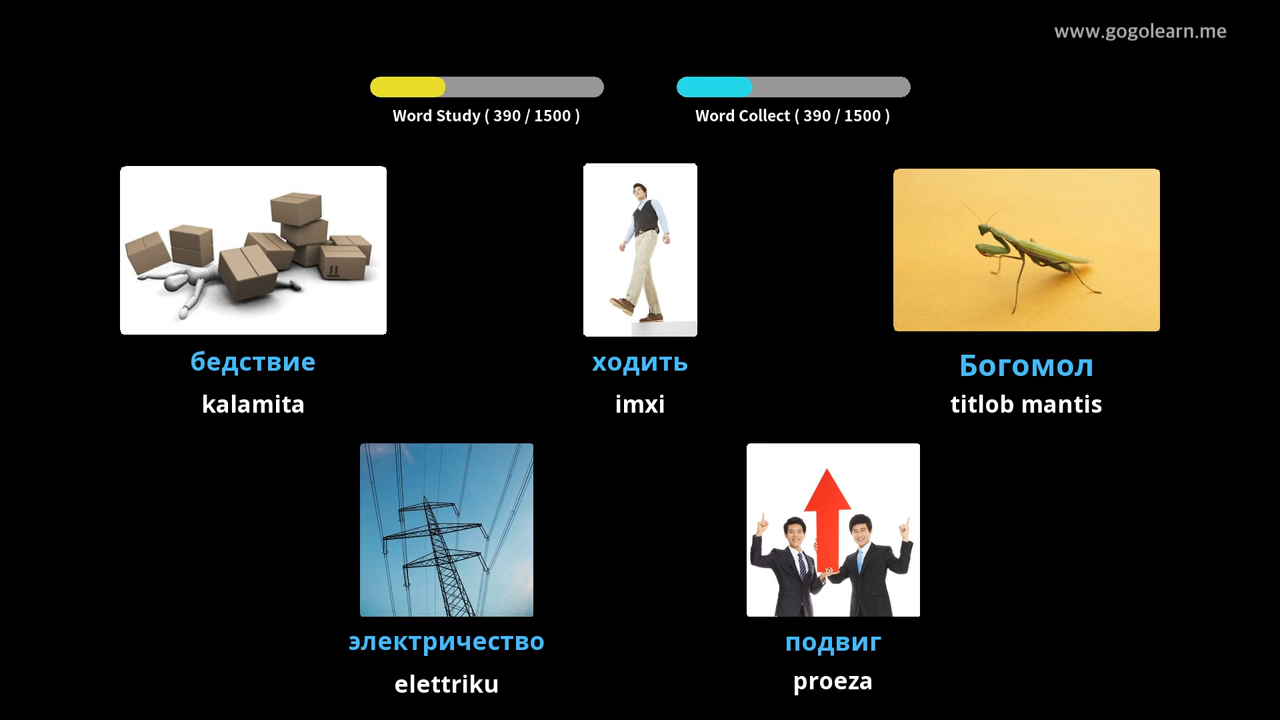 www.gogolearn.me
Word Study ( 390 / 1500 )
Word Collect ( 390 / 1500 )
бедствие
ходить
Богомол
kalamita
imxi
titlob mantis
электричество
подвиг
elettriku
proeza